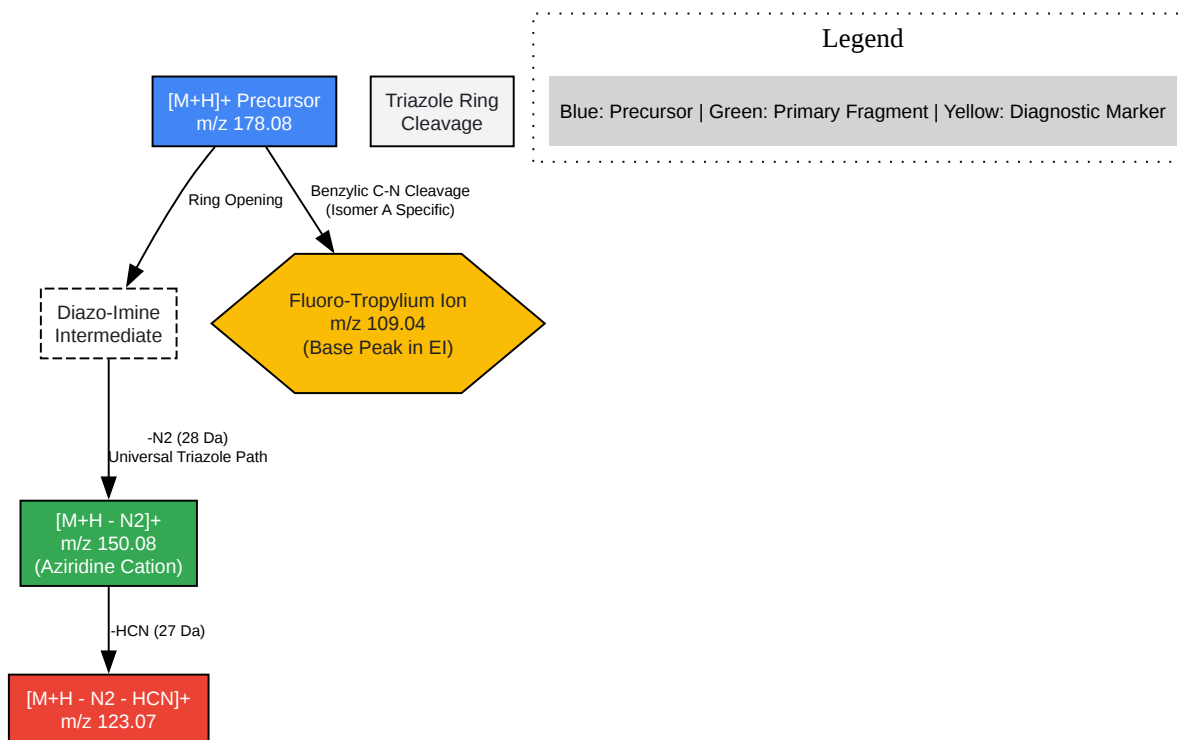 Legend
[M+H]+ Precursor
m/z 178.08
Triazole Ring
Cleavage
Blue: Precursor | Green: Primary Fragment | Yellow: Diagnostic Marker
Ring Opening
Benzylic C-N Cleavage
(Isomer A Specific)
Diazo-Imine
Intermediate
Fluoro-Tropylium Ion
m/z 109.04
(Base Peak in EI)
-N2 (28 Da)
Universal Triazole Path
[M+H - N2]+
m/z 150.08
(Aziridine Cation)
-HCN (27 Da)
[M+H - N2 - HCN]+
m/z 123.07